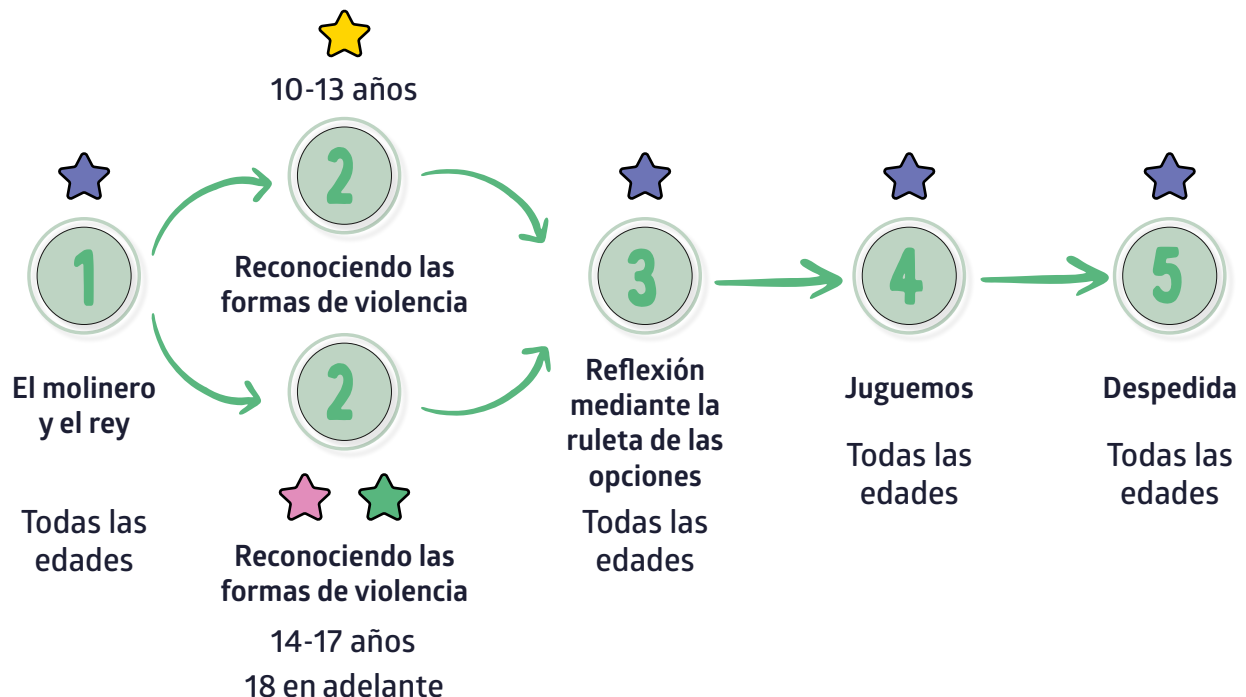 1
El molinero
y el rey
Todas las
edades
10-13 años
2
Reconociendo las
formas de violencia
2
Reconociendo las
formas de violencia
14-17 años
18 en adelante
3
Reflexión
mediante la
ruleta de las
opciones
Todas las
edades
4
Juguemos
Todas las
edades
5
Despedida
Todas las
edades